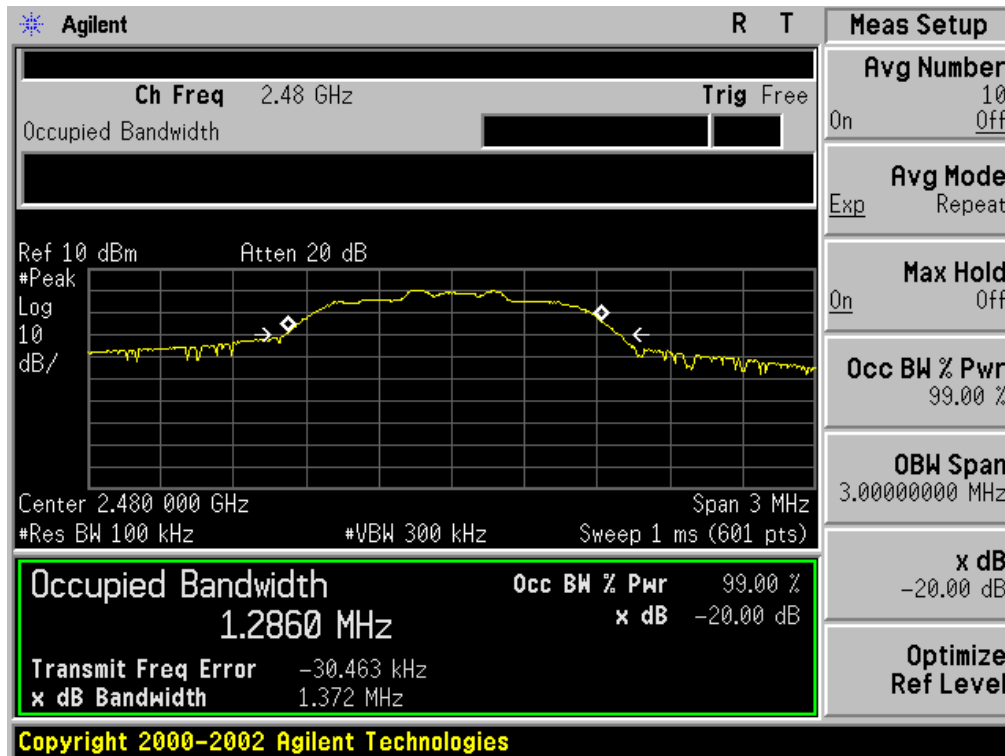 Agilent R T
Ch Freq 2.48 GHz Trig Free
Occupied Bandwidth
Ref 10 dBm Atten 20 dB
#Peak
Log
10
dB/
Center 2.480 000 GHz Span 3 MHz
#Res BW 100 kHz #VBW 300 kHz Sweep 1 ms (601 pts)
Occupied Bandwidth Occ BW % Pwr 99.00 %
1.2860 MHz x dB -20.00 dB
Transmit Freq Error -30.463 kHz
x dB Bandwidth 1.372 MHz
Copyright 2000-2002 Agilent Technologies
Meas Setup
Avg Number
10
On Off
Avg Mode
Exp Repeat
Max Hold
On Off
Occ BW % Pwr
99.00 %
OBW Span
3.00000000 MHz
x dB
-20.00 dB
Optimize
Ref Level